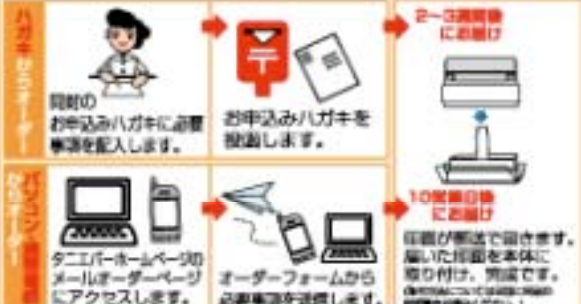 ハガキからオーダー
同封の
お申込みハガキに必要
事項を記入します。
お申込みハガキを
投函します。
2〜3週間後
にお届け
パソコン&
からオーダー
タニエバーホームページの
メールオーダーページ
にアクセスします。
オーダーフォームから
必要事項を送信します。
10営業日後
にお届け
印面が郵送で届きます。
届いた印面を本体に
取り付け、完成です。